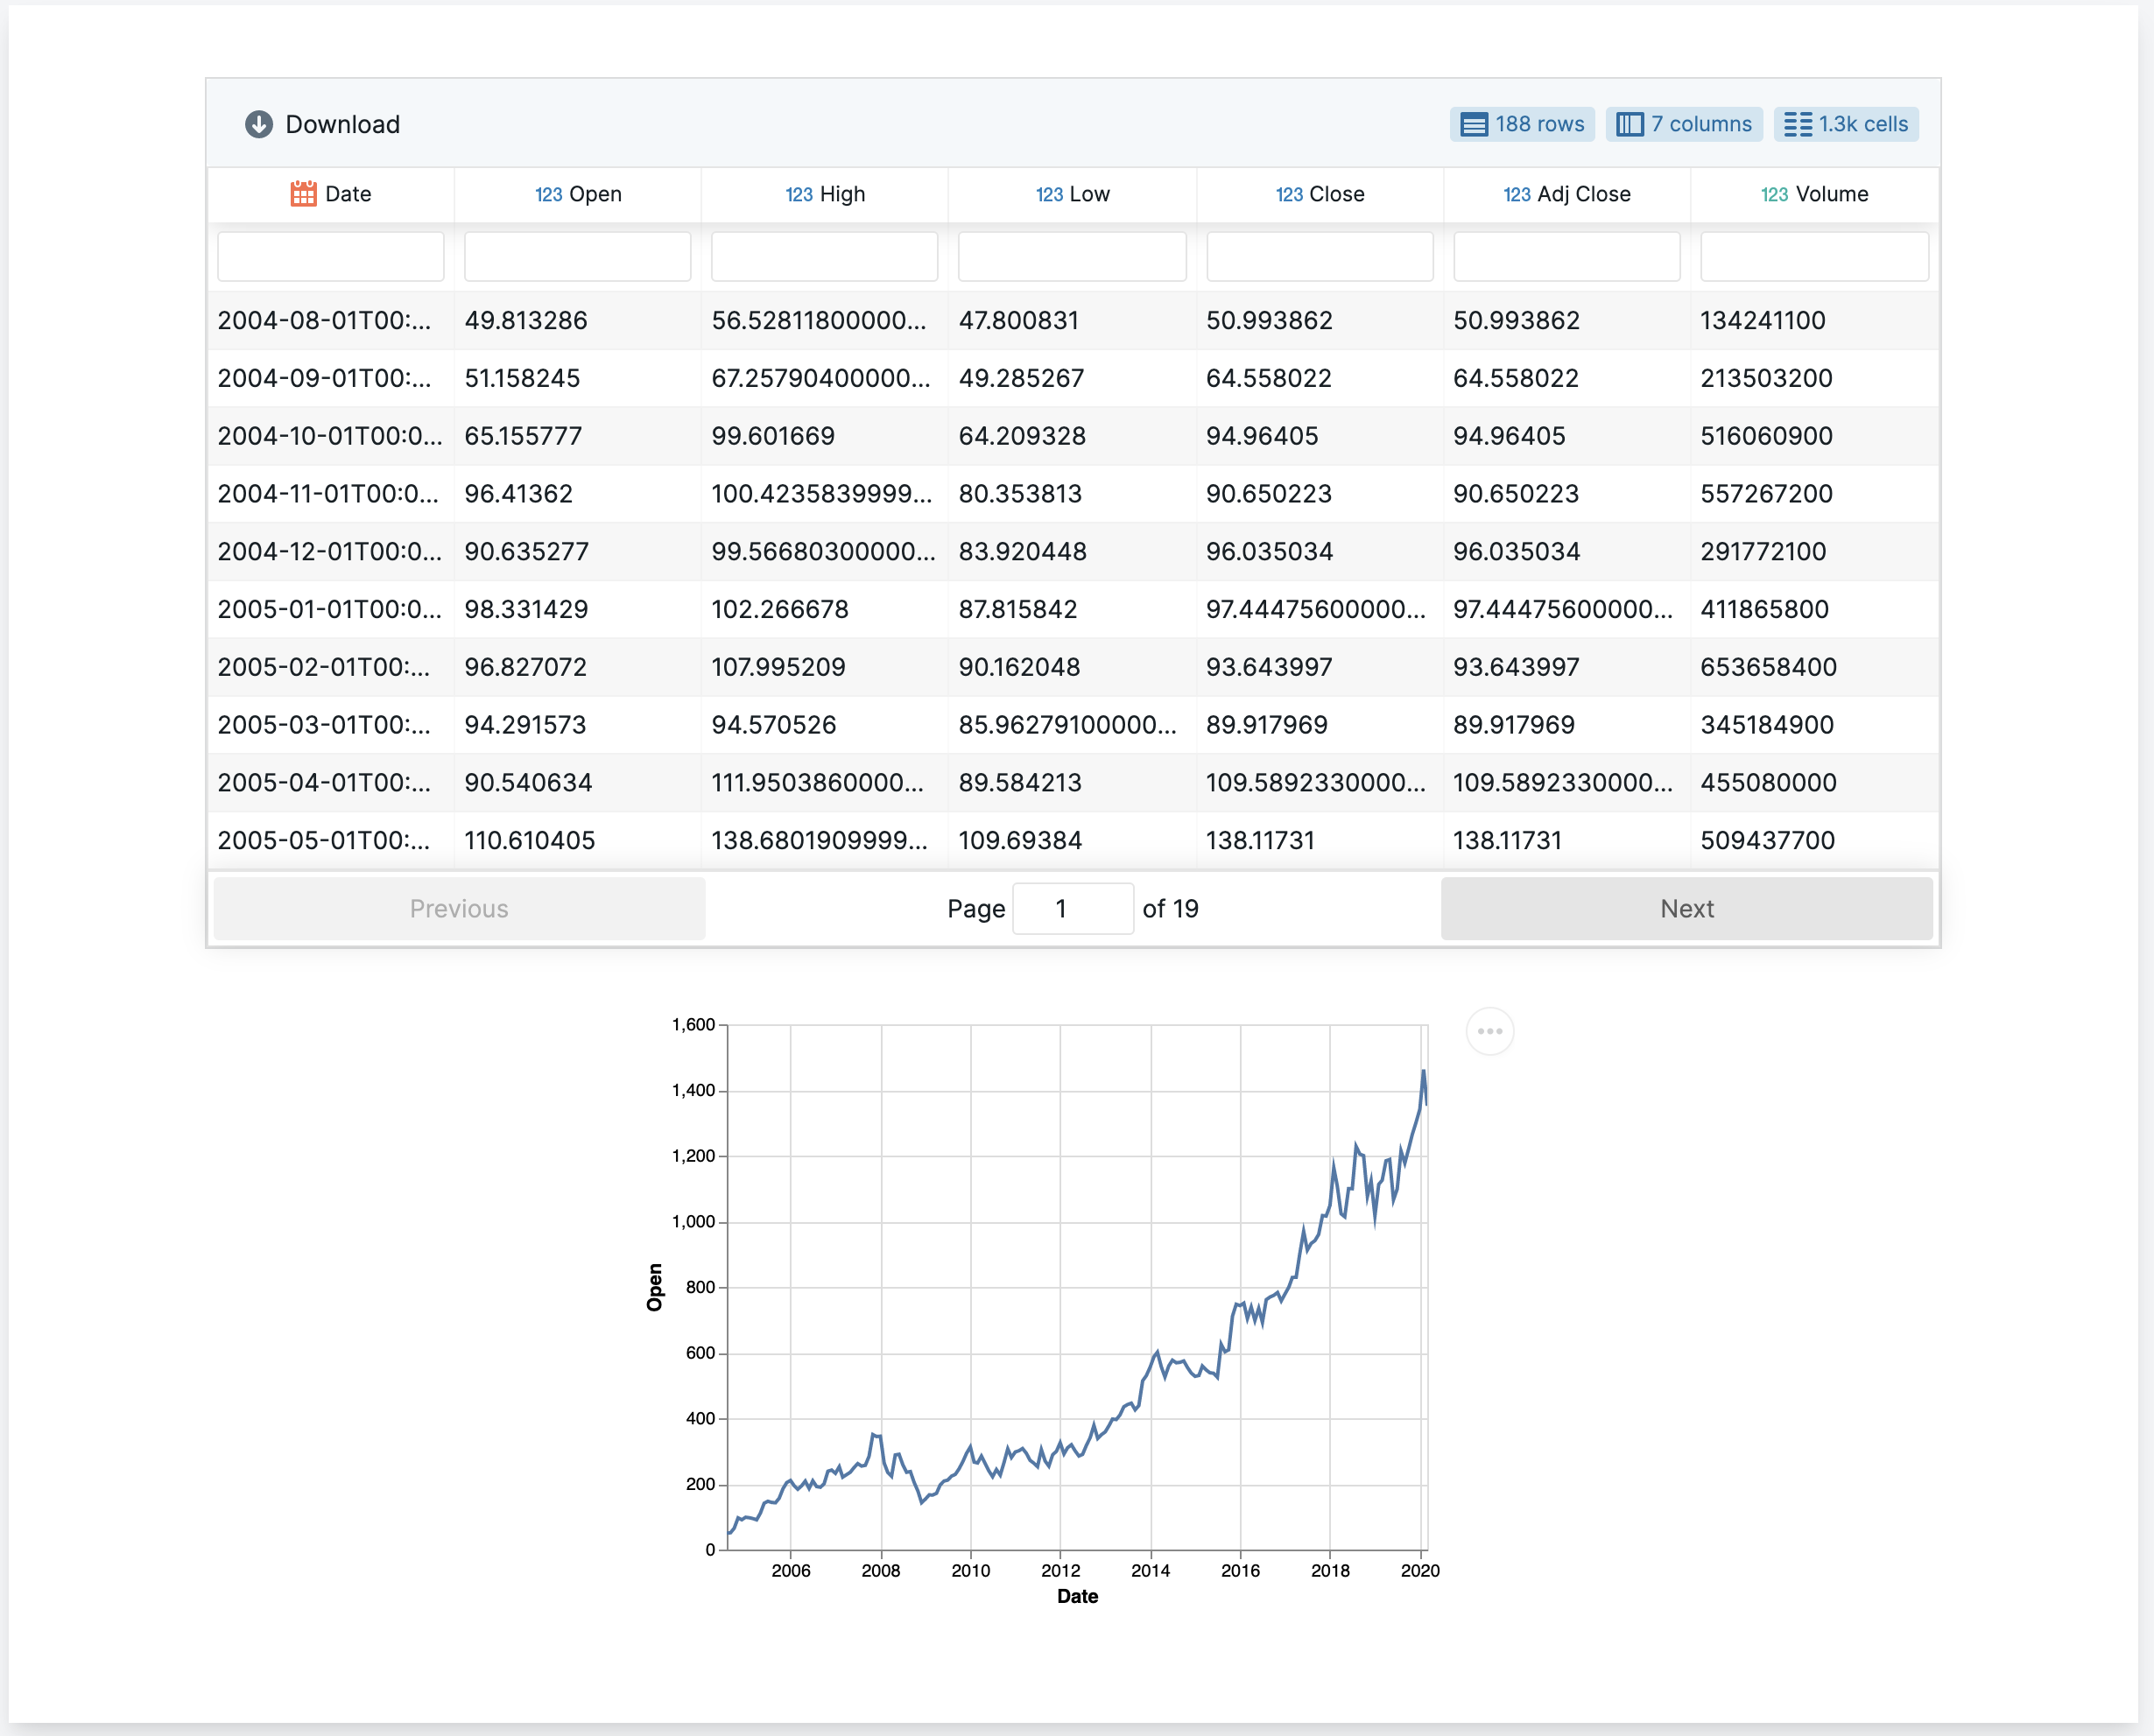 Download 188 rows 7 columns 1.3k cells
Date 123 Open 123 High 123 Low 123 Close 123 Adj Close 123 Volume
2004-08-01T00:... 49.813286 56.52811800000... 47.800831 50.993862 50.993862 134241100
2004-09-01T00:... 51.158245 67.25790400000... 49.285267 64.558022 64.558022 213503200
2004-10-01T00:0... 65.155777 99.601669 64.209328 94.96405 94.96405 516060900
2004-11-01T00:0... 96.41362 100.4235839999... 80.353813 90.650223 90.650223 557267200
2004-12-01T00:0... 90.635277 99.56680300000... 83.920448 96.035034 96.035034 291772100
2005-01-01T00:0... 98.331429 102.266678 87.815842 97.44475600000... 97.44475600000... 411865800
2005-02-01T00:... 96.827072 107.995209 90.162048 93.643997 93.643997 653658400
2005-03-01T00:... 94.291573 94.570526 85.96279100000... 89.917969 89.917969 345184900
2005-04-01T00:... 90.540634 111.9503860000... 89.584213 109.5892330000... 109.5892330000... 455080000
2005-05-01T00:... 110.610405 138.6801909999... 109.69384 138.11731 138.11731 509437700
Previous Page 1 of 19 Next
1,600
1,400
1,200
1,000
800
Open
600
400
200
0
2006 2008 2010 2012 2014 2016 2018 2020
Date